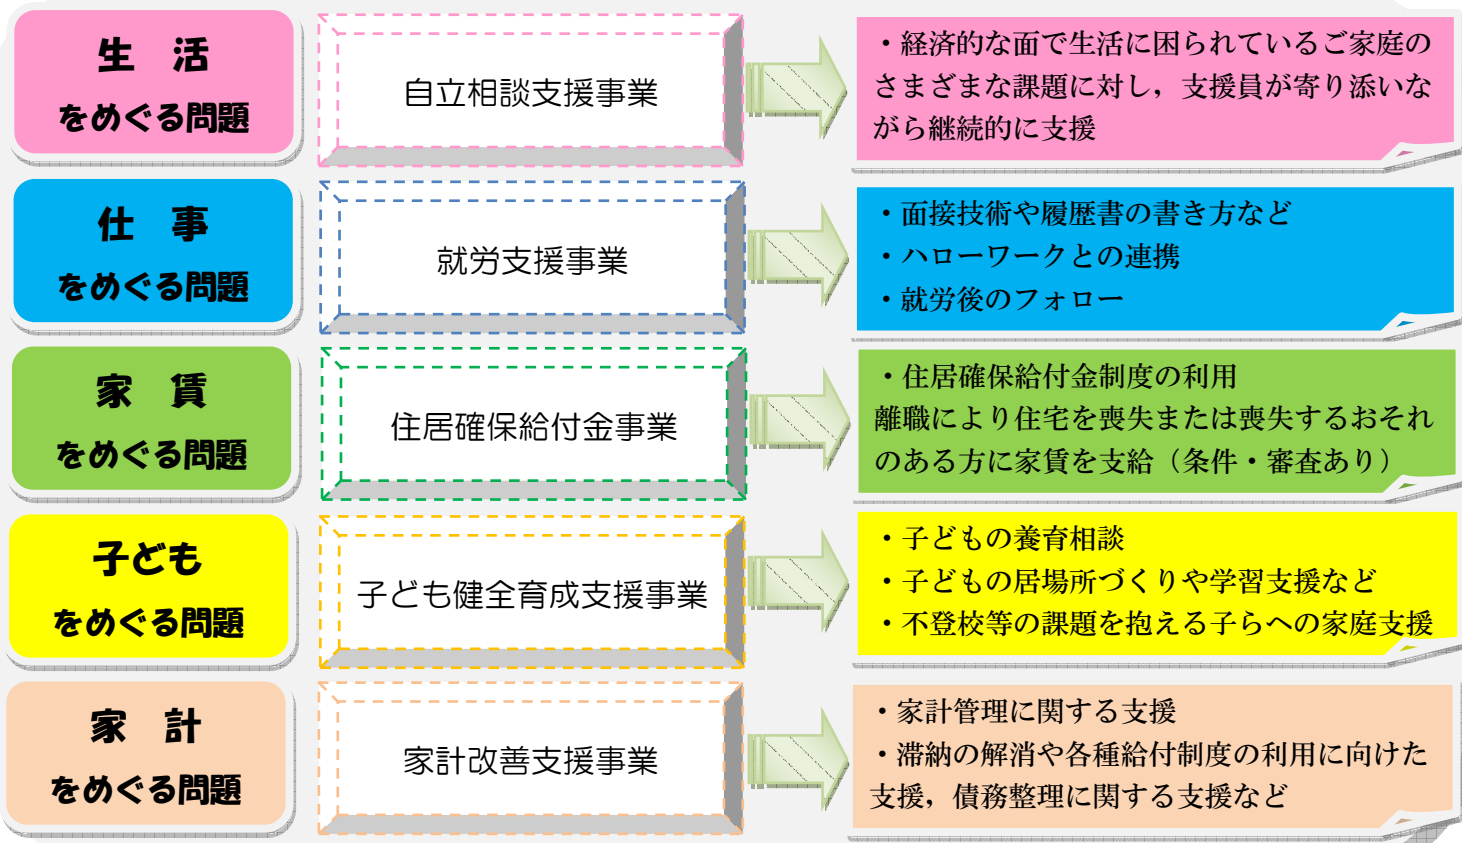 生　活
をめぐる問題
自立相談支援事業
・経済的な面で生活に困られているご家庭の
さまざまな課題に対し，支援員が寄り添いな
がら継続的に支援
仕　事
をめぐる問題
就労支援事業
・面接技術や履歴書の書き方など
・ハローワークとの連携
・就労後のフォロー
家　賃
をめぐる問題
住居確保給付金事業
・住居確保給付金制度の利用
離職により住宅を喪失または喪失するおそれ
のある方に家賃を支給（条件・審査あり）
子ども
をめぐる問題
子ども健全育成支援事業
・子どもの養育相談
・子どもの居場所づくりや学習支援など
・不登校等の課題を抱える子らへの家庭支援
家　計
をめぐる問題
家計改善支援事業
・家計管理に関する支援
・滞納の解消や各種給付制度の利用に向けた
支援，債務整理に関する支援など